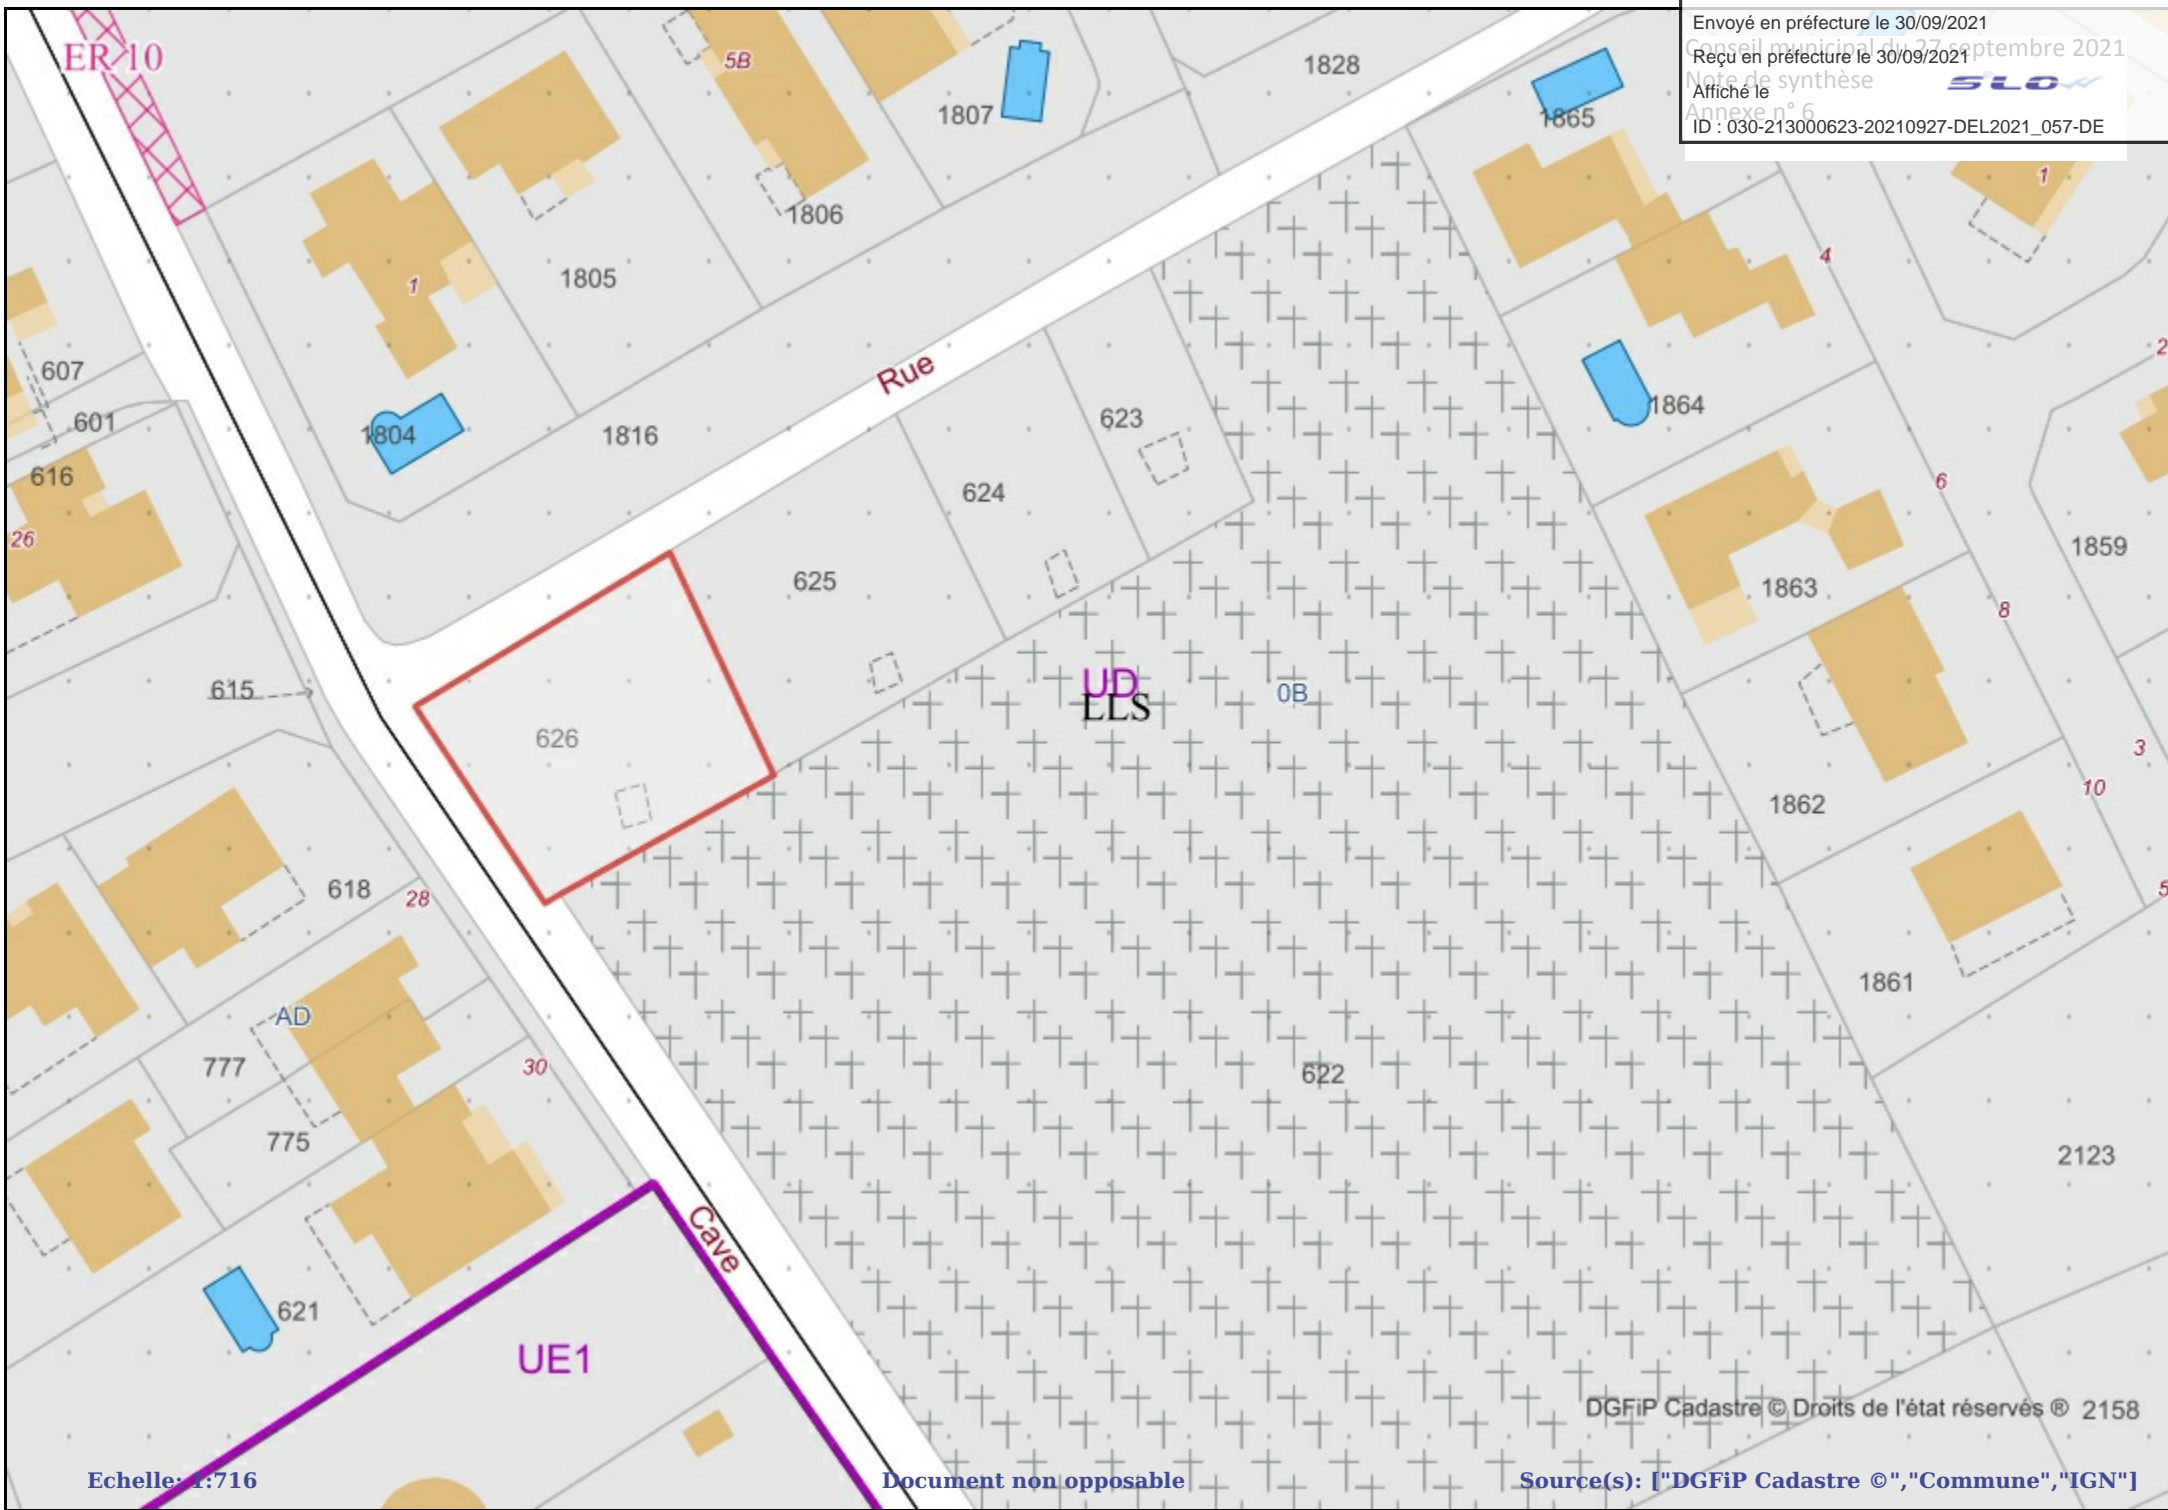 Envoyé en préfecture le 30/09/2021
Conseil municipal du 27 septembre 2021
Reçu en préfecture le 30/09/2021
Note de synthèse
SLOW
Affiché le
Annexe n° 6
ID : 030-213000623-20210927-DEL2021_057-DE
ER 10
5B
1807
1828
1865
1
1806
4
1805
1
2
607
Rue
1864
601
1804
1816
623
616
6
624
26
1859
625
1863
8
615
UD
LLS
0B
626
3
10
1862
618
28
5
1861
AD
777
30
622
775
2123
Cave
621
UE1
DGFiP Cadastre © Droits de l'état réservés ®
2158
Echelle: 1:716
Document non opposable
Source(s): ["DGFiP Cadastre ©","Commune","IGN"]